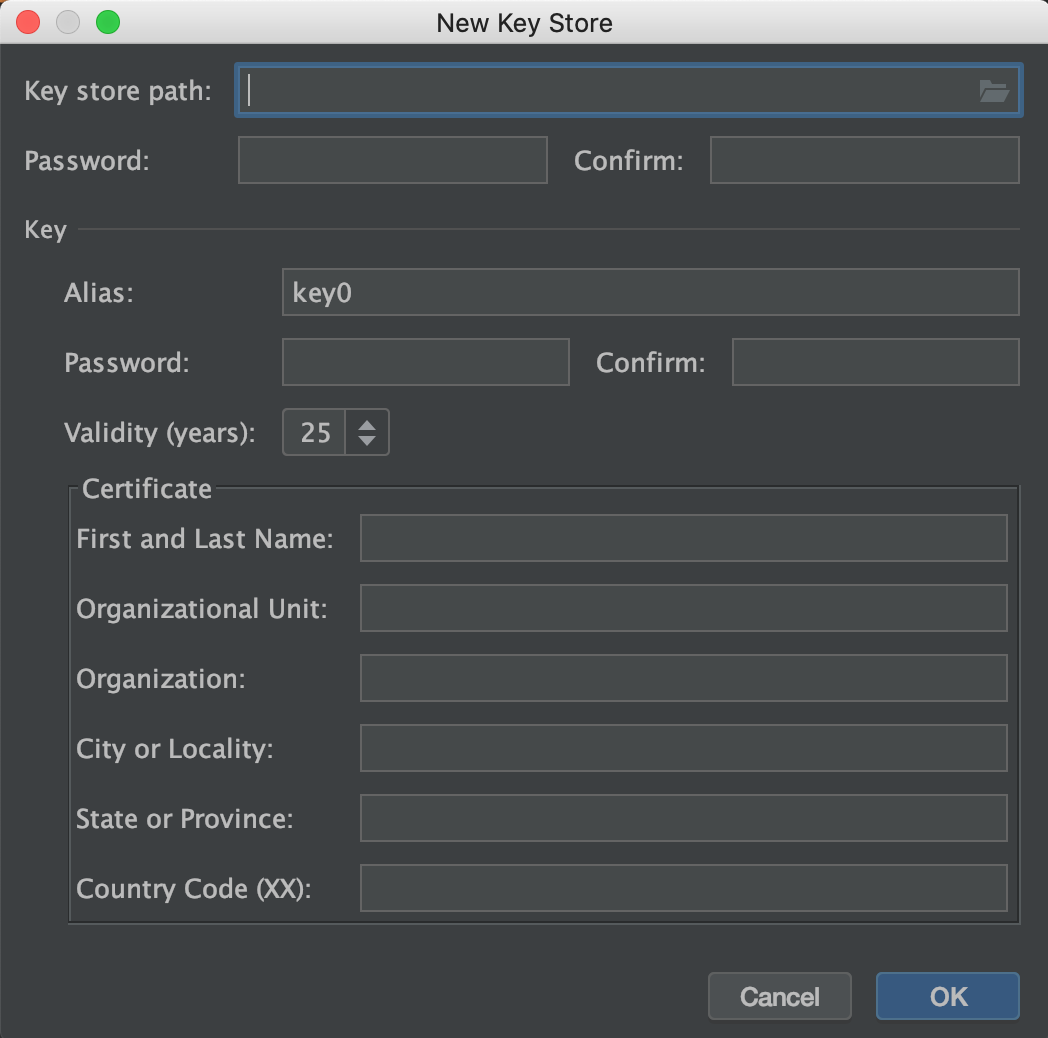 New Key Store
Key store path:
Password: Confirm:
Key
Alias: key0
Password: Confirm:
Validity (years): 25
Certificate
First and Last Name:
Organizational Unit:
Organization:
City or Locality:
State or Province:
Country Code (XX):
Cancel OK